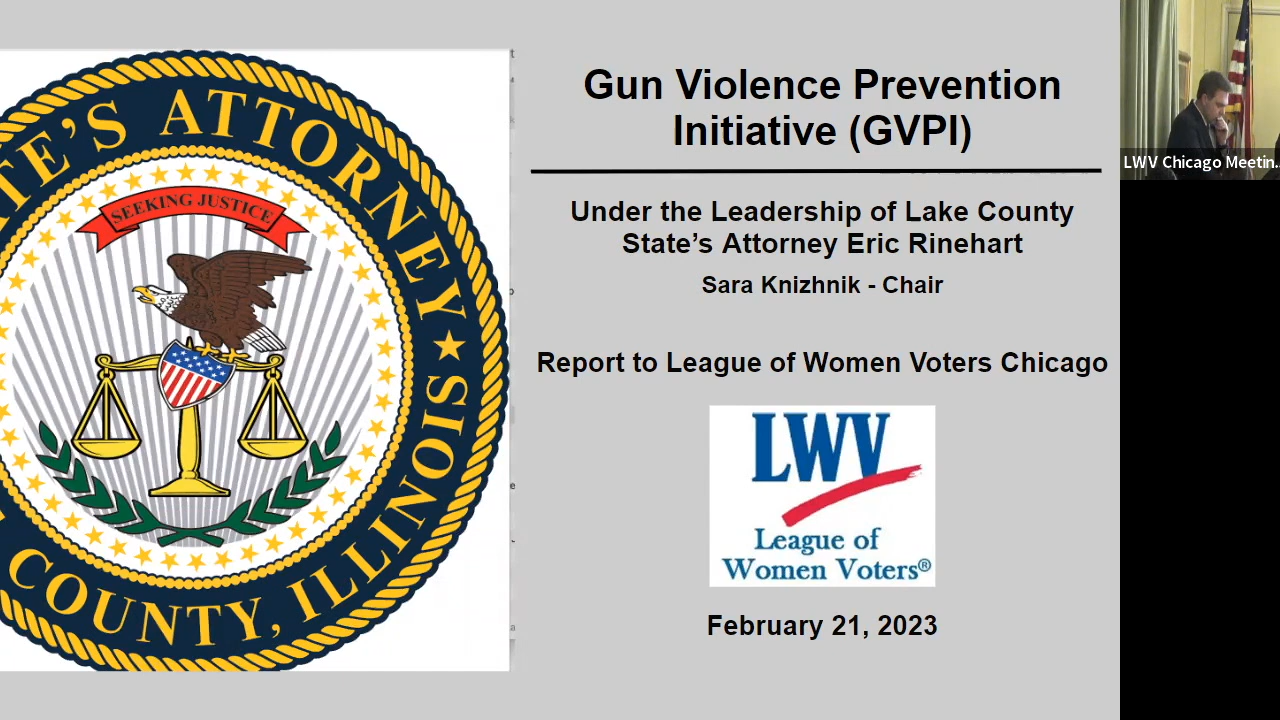 TE'S ATTORNEY
SIONI
COUNTY, ILLINOIS
SEEKING JUSTICE
Gun Violence Prevention
Initiative (GVPI)
Under the Leadership of Lake County
State's Attorney Eric Rinehart
Sara Knizhnik - Chair
Report to League of Women Voters Chicago
LWV
League of
Women Voters®
February 21, 2023
LWV Chicago Meetin...